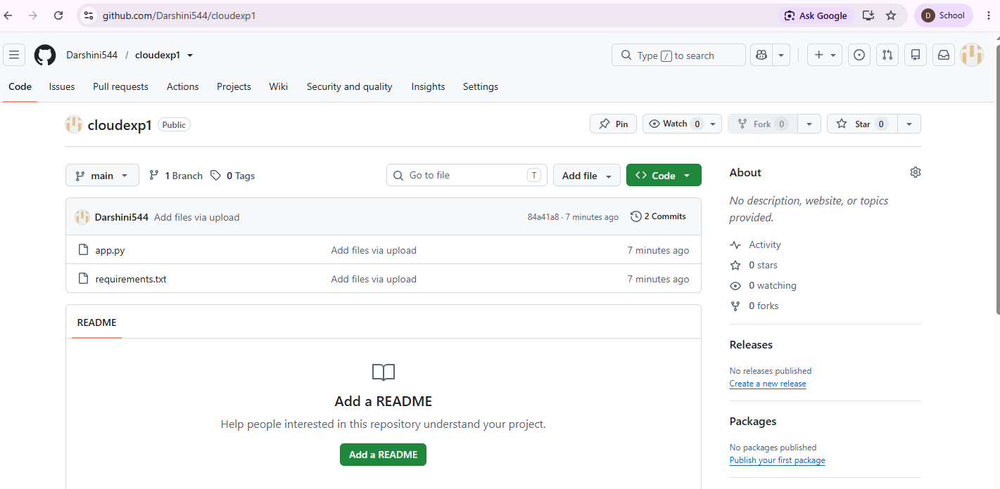 github.com/Darshini544/cloudexp1
Ask Google
D School
Darshini544 / cloudexp1
Type / to search
Code Issues Pull requests Actions Projects Wiki Security and quality Insights Settings
cloudexp1 Public
Pin Watch 0 Fork 0 Star 0
main 1 Branch 0 Tags
Go to file T
Add file Code
Darshini544 Add files via upload 84a41a8 · 7 minutes ago 2 Commits
app.py Add files via upload 7 minutes ago
requirements.txt Add files via upload 7 minutes ago
README
Add a README
Help people interested in this repository understand your project.
Add a README
About
No description, website, or topics
provided.
Activity
0 stars
0 watching
0 forks
Releases
No releases published
Create a new release
Packages
No packages published
Publish your first package